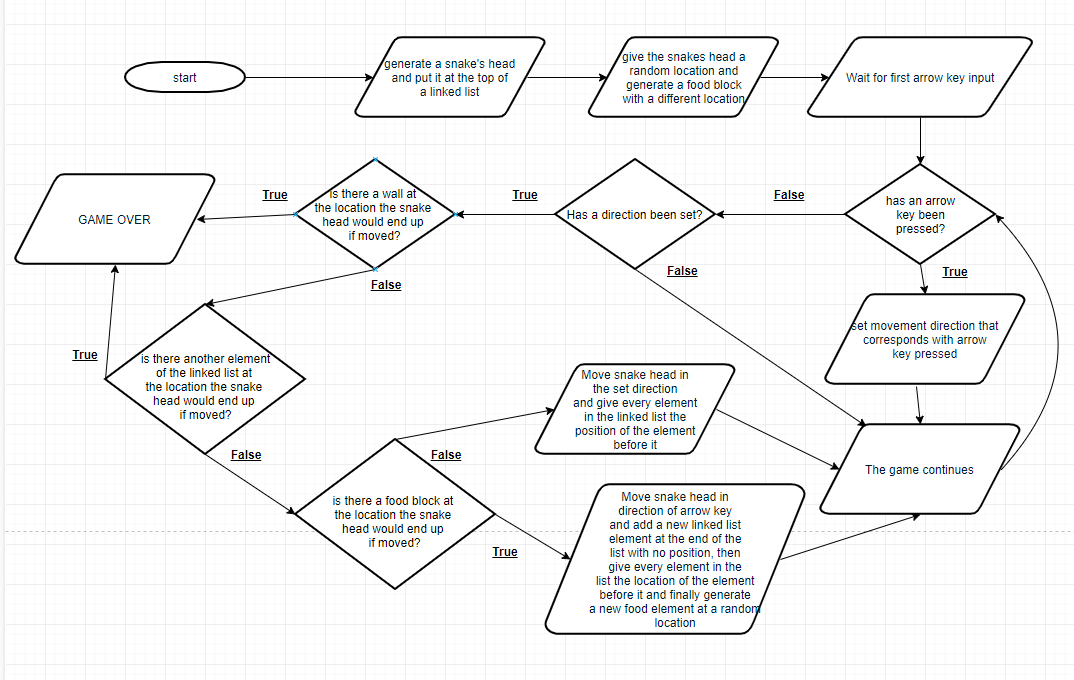 start
generate a snake's head
and put it at the top of
a linked list
give the snakes head a
random location and
generate a food block
with a different location
Wait for first arrow key input
has an arrow
key been
pressed?
False
True
Has a direction been set?
True
False
is there a wall at
the location the snake
head would end up
if moved?
True
False
GAME OVER
set movement direction that
corresponds with arrow
key pressed
is there another element
of the linked list at
the location the snake
head would end up
if moved?
True
False
Move snake head in
the set direction
and give every element
in the linked list the
position of the element
before it
The game continues
is there a food block at
the location the snake
head would end up
if moved?
False
True
Move snake head in
direction of arrow key
and add a new linked list
element at the end of the
list with no position, then
give every element in the
list the location of the element
before it and finally generate
a new food element at a random
location